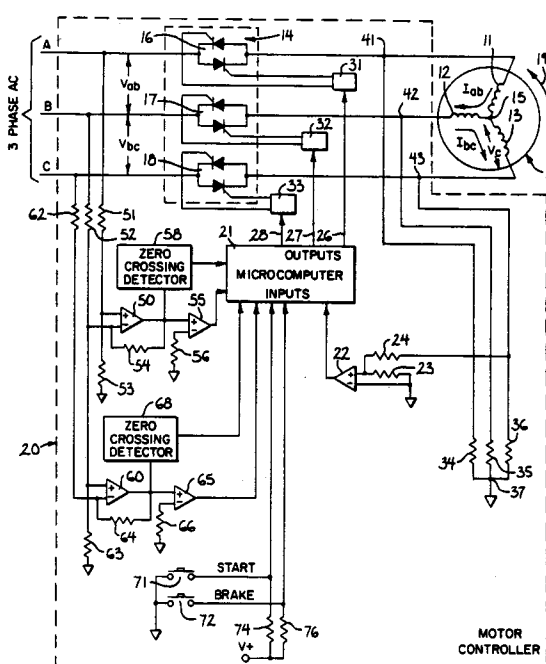 16 14 41 11 19
A
12 Iab
Vab 31 42
3 PHASE AC
B 17 15 13
32 Ibc Vc
Vbc 43
C 18
33
62 51 28 27 26
52 58 21
ZERO CROSSING DETECTOR
OUTPUTS
MICROCOMPUTER
INPUTS
50 55 24
54 56 22 23
53
68
20
ZERO CROSSING DETECTOR
36
34 35
37
60 65
64 66
63
START
71
BRAKE
72
74 76
V+
MOTOR CONTROLLER